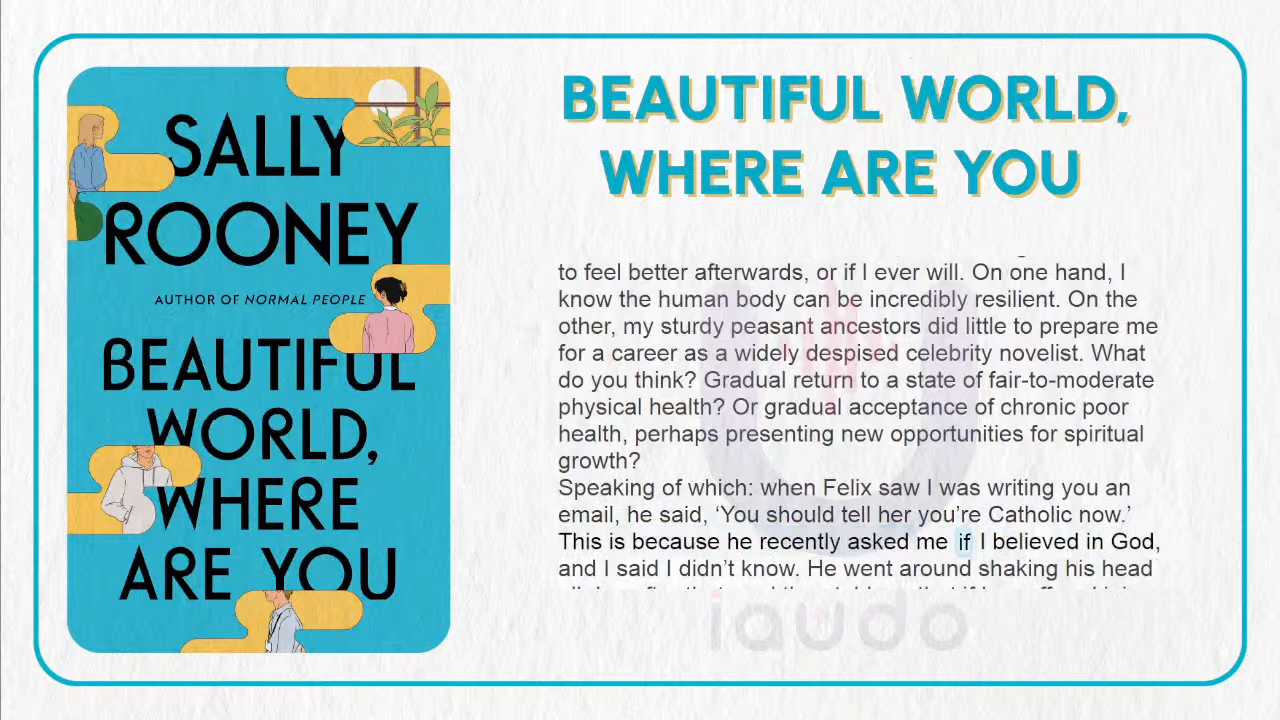 SALLY
ROONEY
AUTHOR OF NORMAL PEOPLE
BEAUTIFUL
WORLD,
WHERE
ARE YOU
BEAUTIFUL WORLD,
WHERE ARE YOU
to feel better afterwards, or if I ever will. On one hand, I
know the human body can be incredibly resilient. On the
other, my sturdy peasant ancestors did little to prepare me
for a career as a widely despised celebrity novelist. What
do you think? Gradual return to a state of fair-to-moderate
physical health? Or gradual acceptance of chronic poor
health, perhaps presenting new opportunities for spiritual
growth?
Speaking of which: when Felix saw I was writing you an
email, he said, ‘You should tell her you’re Catholic now.’
This is because he recently asked me if I believed in God,
and I said I didn’t know. He went around shaking his head
iaudo